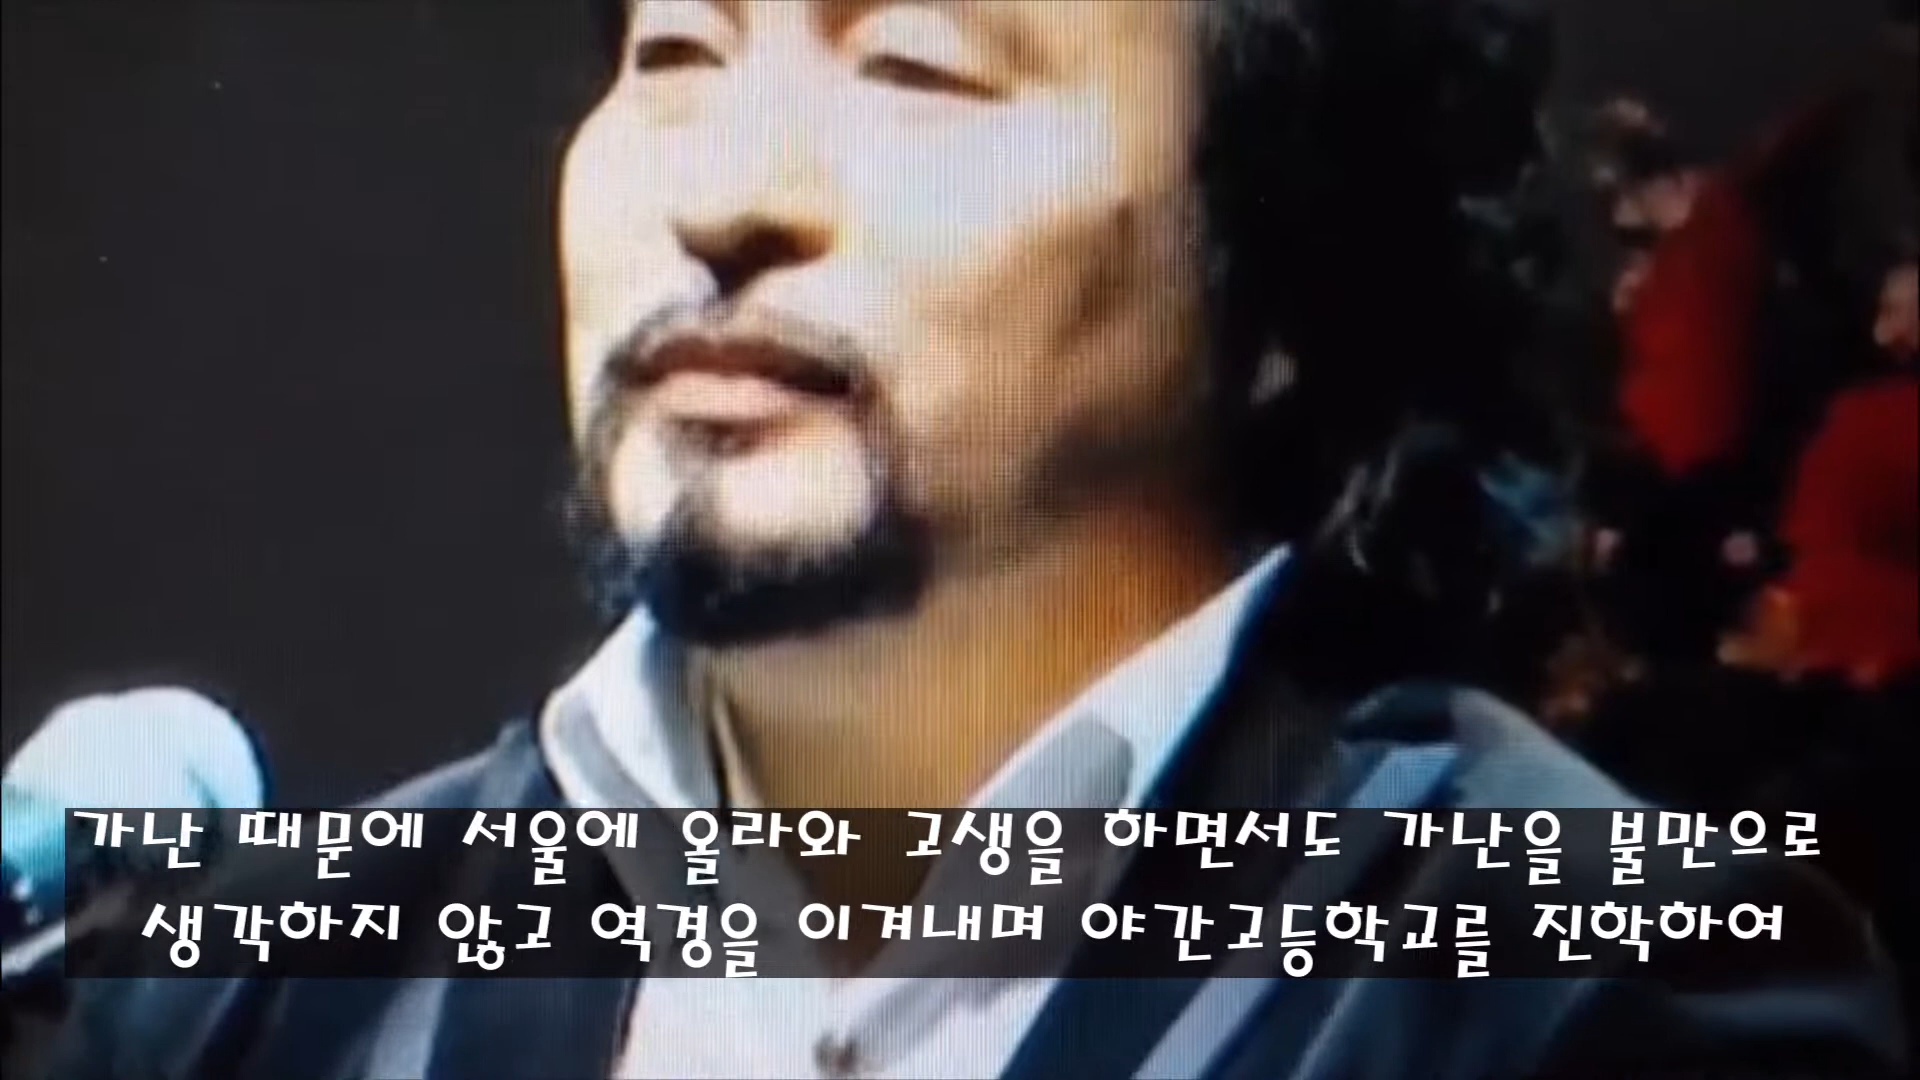 가난 때문에 서울에 올라와 고생을 하면서도 가난을 불만으로
생각하지 않고 역경을 이겨내며 야간고등학교를 진학하여